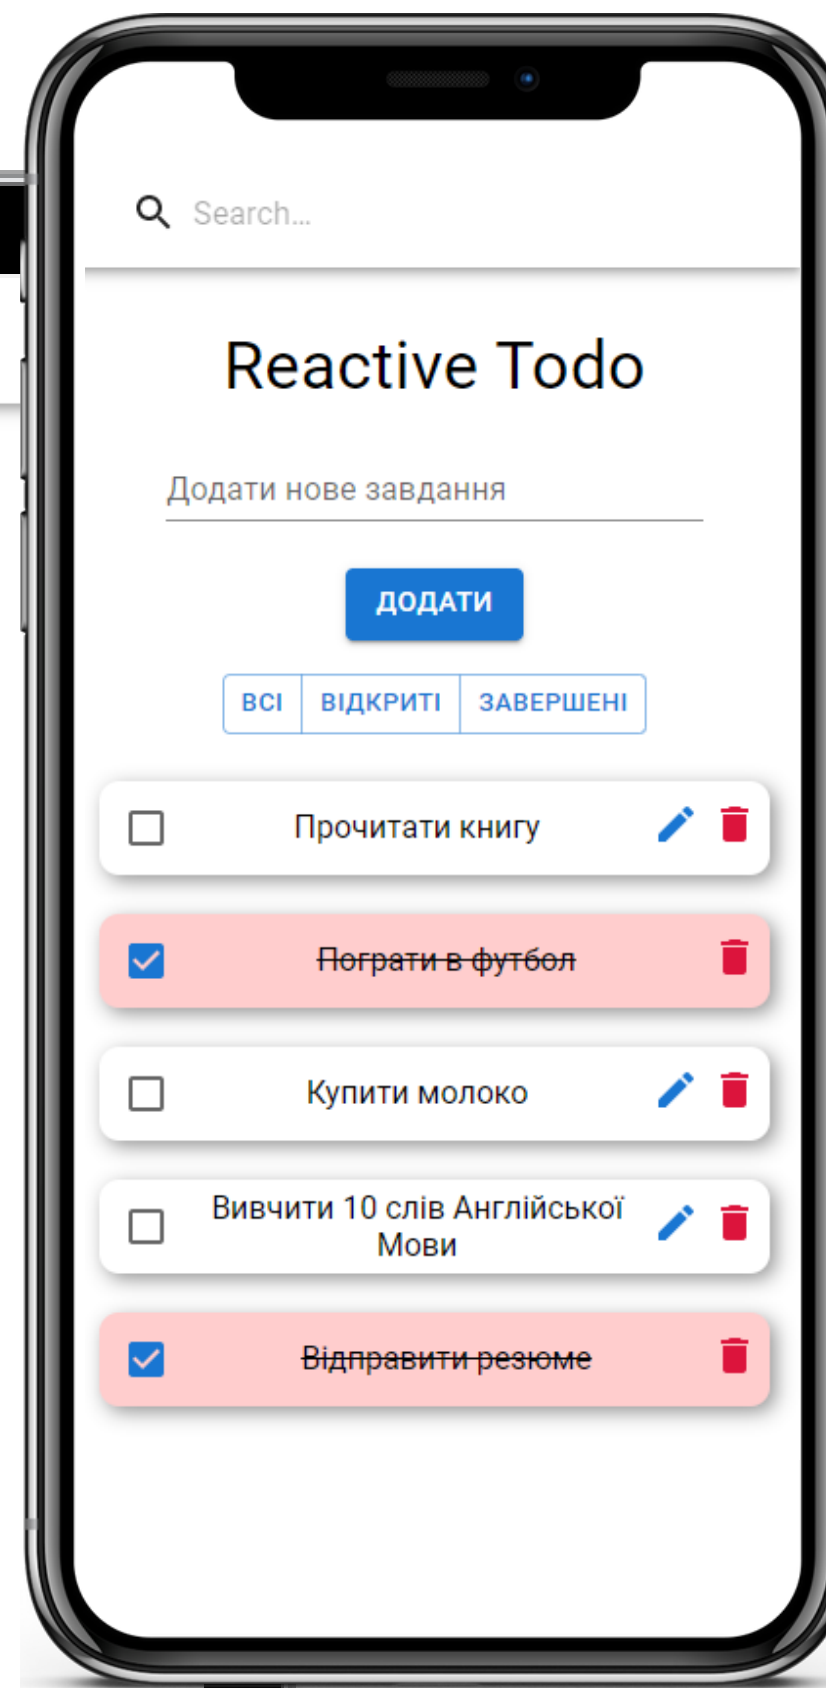 Search...
Reactive Todo
Додати нове завдання
ДОДАТИ
ВСІ ВІДКРИТІ ЗАВЕРШЕНІ
Прочитати книгу
Пограти в футбол
Купити молоко
Вивчити 10 слів Англійської
Мови
Відправити резюме